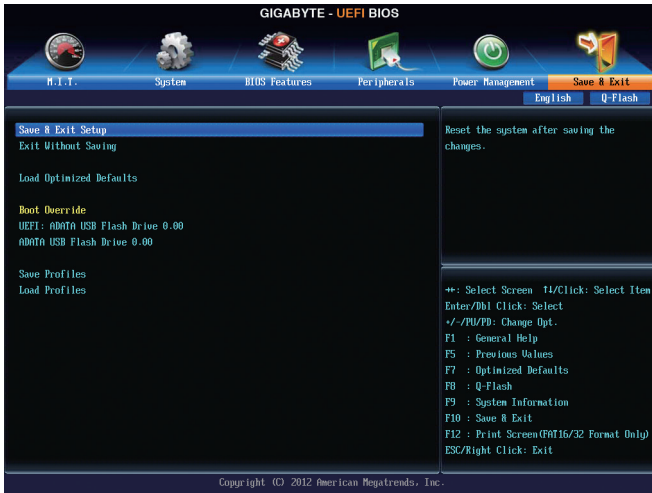 GIGABYTE - UEFI BIOS
M.I.T.
System
BIOS Features
Peripherals
Power Management
Save & Exit
English
Q-Flash
Save & Exit Setup
Exit Without Saving
Load Optimized Defaults
Boot Override
UEFI: ADATA USB Flash Drive 0.00
ADATA USB Flash Drive 0.00
Save Profiles
Load Profiles
Reset the system after saving the
changes.
→←: Select Screen ↑↓/Click: Select Item
Enter/Dbl Click: Select
+/-/PU/PD: Change Opt.
F1 : General Help
F5 : Previous Values
F7 : Optimized Defaults
F8 : Q-Flash
F9 : System Information
F10 : Save & Exit
F12 : Print Screen(FAT16/32 Format Only)
ESC/Right Click: Exit
Copyright (C) 2012 American Megatrends, Inc.